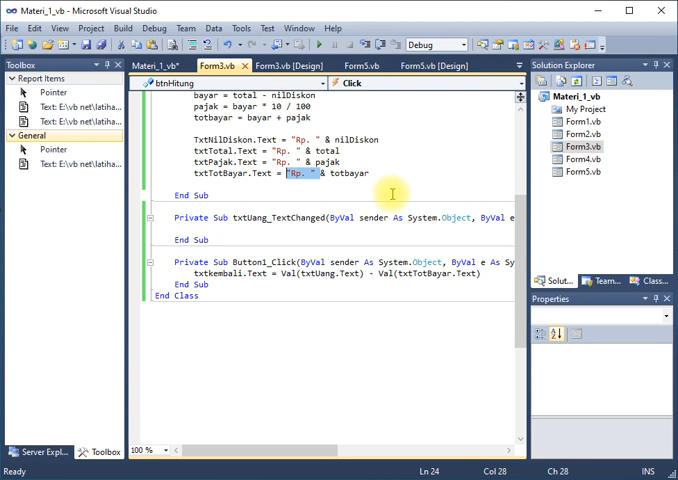 Materi_1_vb - Microsoft Visual Studio
File Edit View Project Build Debug Team Data Tools Test Window Help
Debug
Toolbox
Report Items
Pointer
Text: E:\vb net\latiha...
Text: E:\vb net\latiha...
General
Pointer
Text: E:\vb net\latiha...
Server Expl... Toolbox
Materi_1_vb* Form3.vb Form3.vb [Design] Form5.vb Form5.vb [Design]
btnHitung Click
bayar = total - nilDiskon
pajak = bayar * 10 / 100
totbayar = bayar + pajak
TxtNilDiskon.Text = "Rp. " & nilDiskon
txtTotal.Text = "Rp. " & total
txtPajak.Text = "Rp. " & pajak
txtTotBayar.Text = "Rp. " & totbayar
End Sub
Private Sub txtUang_TextChanged(ByVal sender As System.Object, ByVal e
End Sub
Private Sub Button1_Click(ByVal sender As System.Object, ByVal e As Sy
txtkembali.Text = Val(txtUang.Text) - Val(txtTotBayar.Text)
End Sub
End Class
100 %
Solution Explorer
Materi_1_vb
My Project
Form1.vb
Form2.vb
Form3.vb
Form4.vb
Form5.vb
Solut... Team... Class...
Properties
Ready Ln 24 Col 28 Ch 28 INS